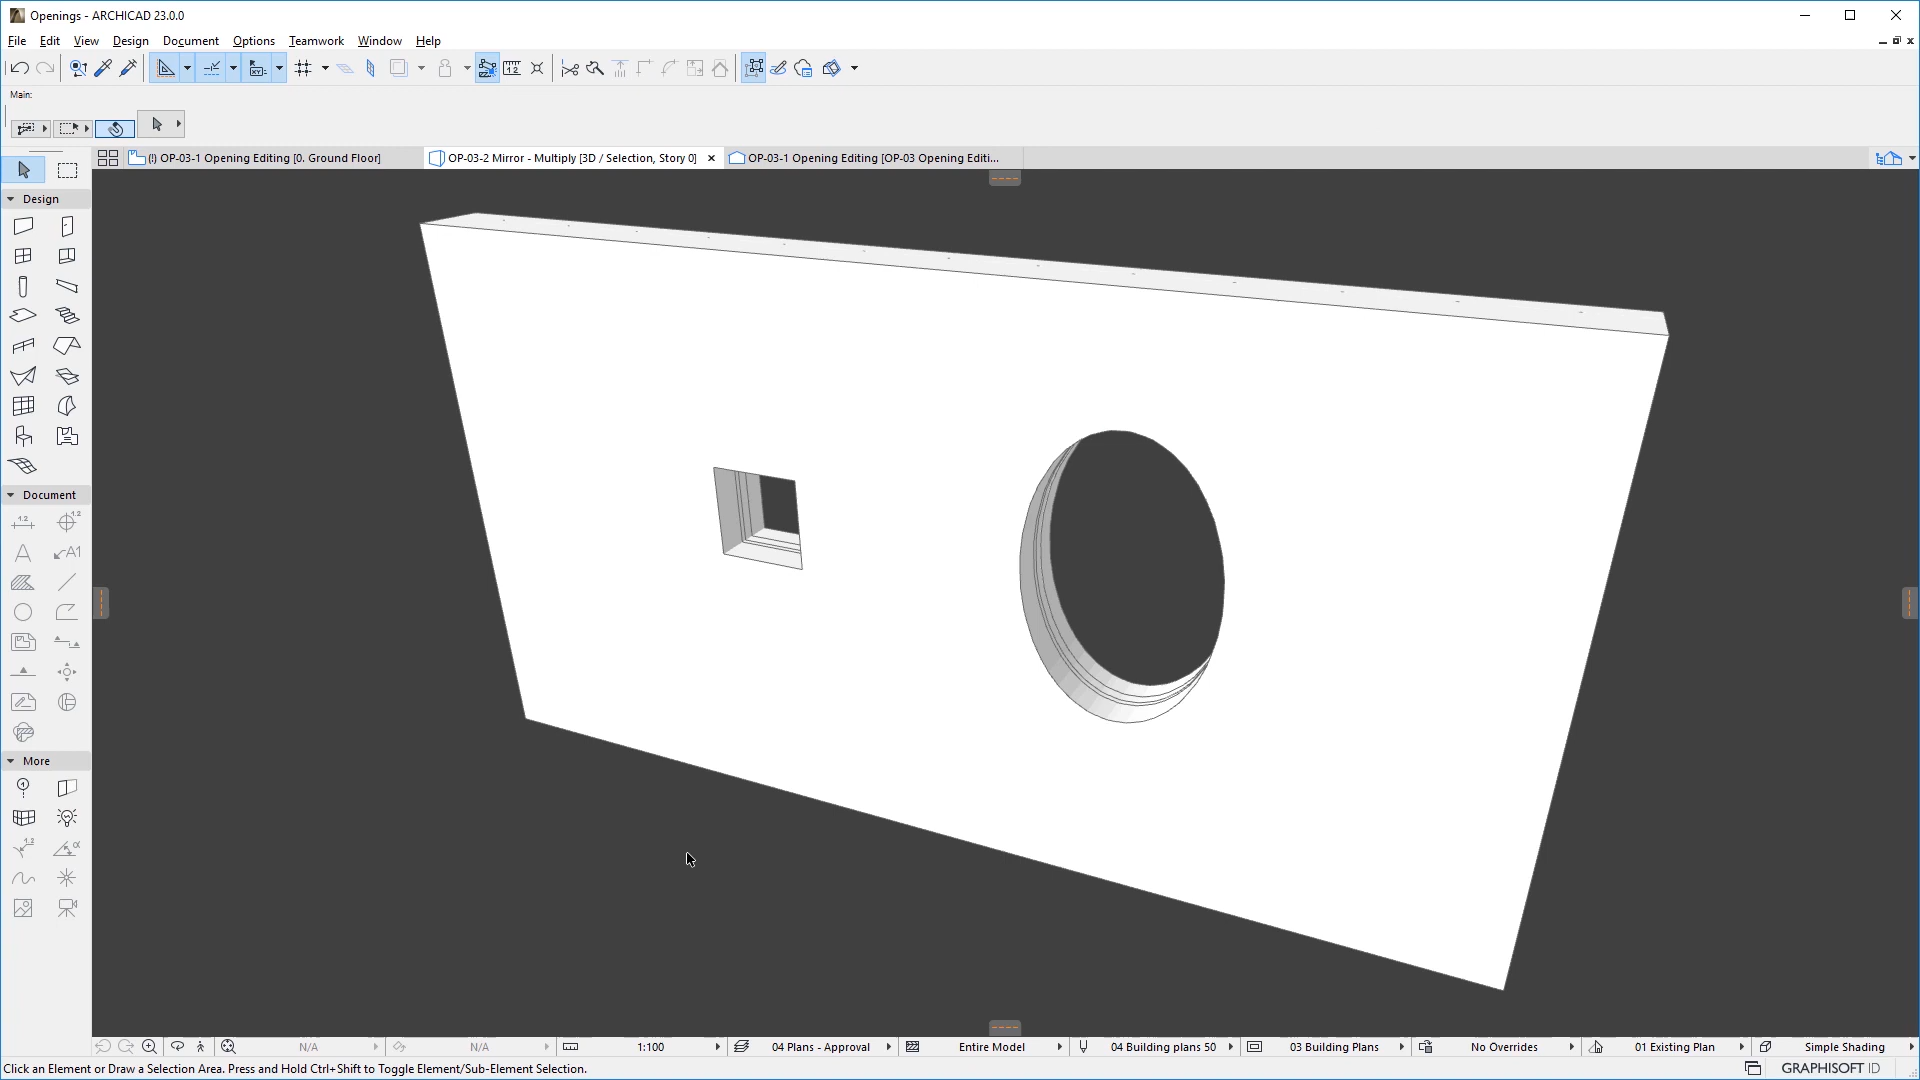 Openings - ARCHICAD 23.0.0
File Edit View Design Document Options Teamwork Window Help
Main:
(!) OP-03-1 Opening Editing [0. Ground Floor]
OP-03-2 Mirror - Multiply [3D / Selection, Story 0]
OP-03-1 Opening Editing [OP-03 Opening Editi...
Design
Document
More
N/A
N/A
1:100
04 Plans - Approval
Entire Model
04 Building plans 50
03 Building Plans
No Overrides
01 Existing Plan
Simple Shading
Click an Element or Draw a Selection Area. Press and Hold Ctrl+Shift to Toggle Element/Sub-Element Selection.
GRAPHISOFT ID